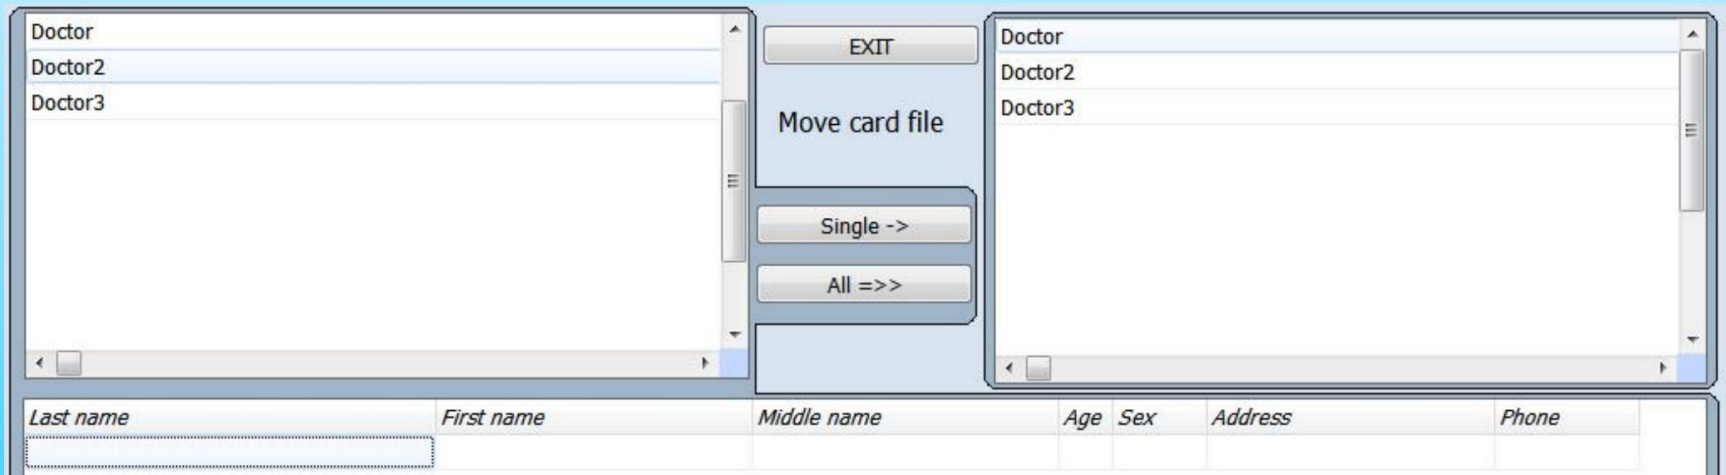 Doctor
Doctor2
Doctor3
EXIT
Move card file
Single ->
All =>>
Doctor
Doctor2
Doctor3
Last name First name Middle name Age Sex Address Phone